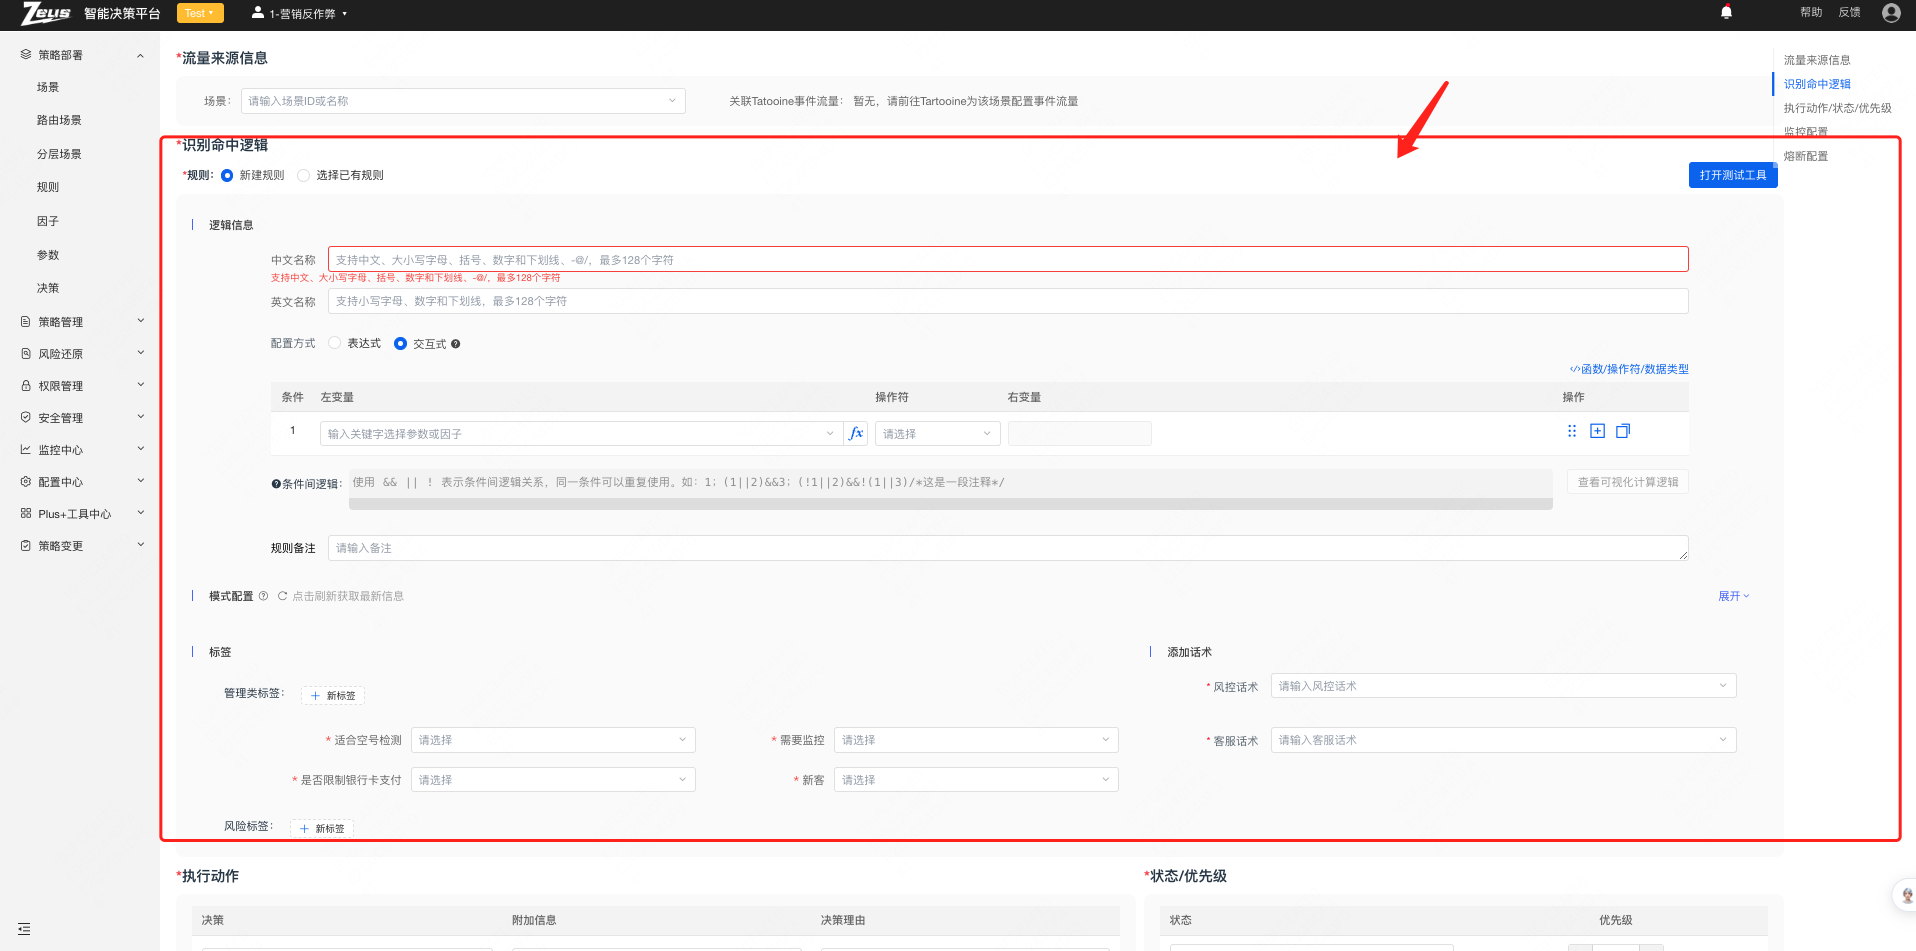 Zeus 智能决策平台 Test 1-营销反作弊 帮助 反馈
策略部署
场景
路由场景
分层场景
规则
因子
参数
决策
策略管理
风险还原
权限管理
安全管理
监控中心
配置中心
Plus+工具中心
策略变更
*流量来源信息
场景： 请输入场景ID或名称 关联Tatooine事件流量： 暂无，请前往Tartooine为该场景配置事件流量
*识别命中逻辑
*规则： 新建规则 选择已有规则 打开测试工具
逻辑信息
中文名称 支持中文、大小写字母、括号、数字和下划线、-@/，最多128个字符
支持中文、大小写字母、括号、数字和下划线、-@/，最多128个字符
英文名称 支持小写字母、数字和下划线，最多128个字符
配置方式 表达式 交互式
</>函数/操作符/数据类型
条件 左变量 操作符 右变量 操作
1 输入关键字选择参数或因子 fx 请选择
条件间逻辑： 使用 && || ! 表示条件间逻辑关系，同一条件可以重复使用。如：1；(1||2)&&3；(!1||2)&&!(1||3)/*这是一段注释*/ 查看可视化计算逻辑
规则备注 请输入备注
模式配置 点击刷新获取最新信息 展开
标签
管理类标签： + 新标签
* 适合空号检测 请选择 * 需要监控 请选择
* 是否限制银行卡支付 请选择 * 新客 请选择
风险标签： + 新标签
添加话术
* 风控话术 请输入风控话术
* 客服话术 请输入客服话术
*执行动作
决策 附加信息 决策理由
*状态/优先级
状态 优先级
流量来源信息
识别命中逻辑
执行动作/状态/优先级
监控配置
熔断配置